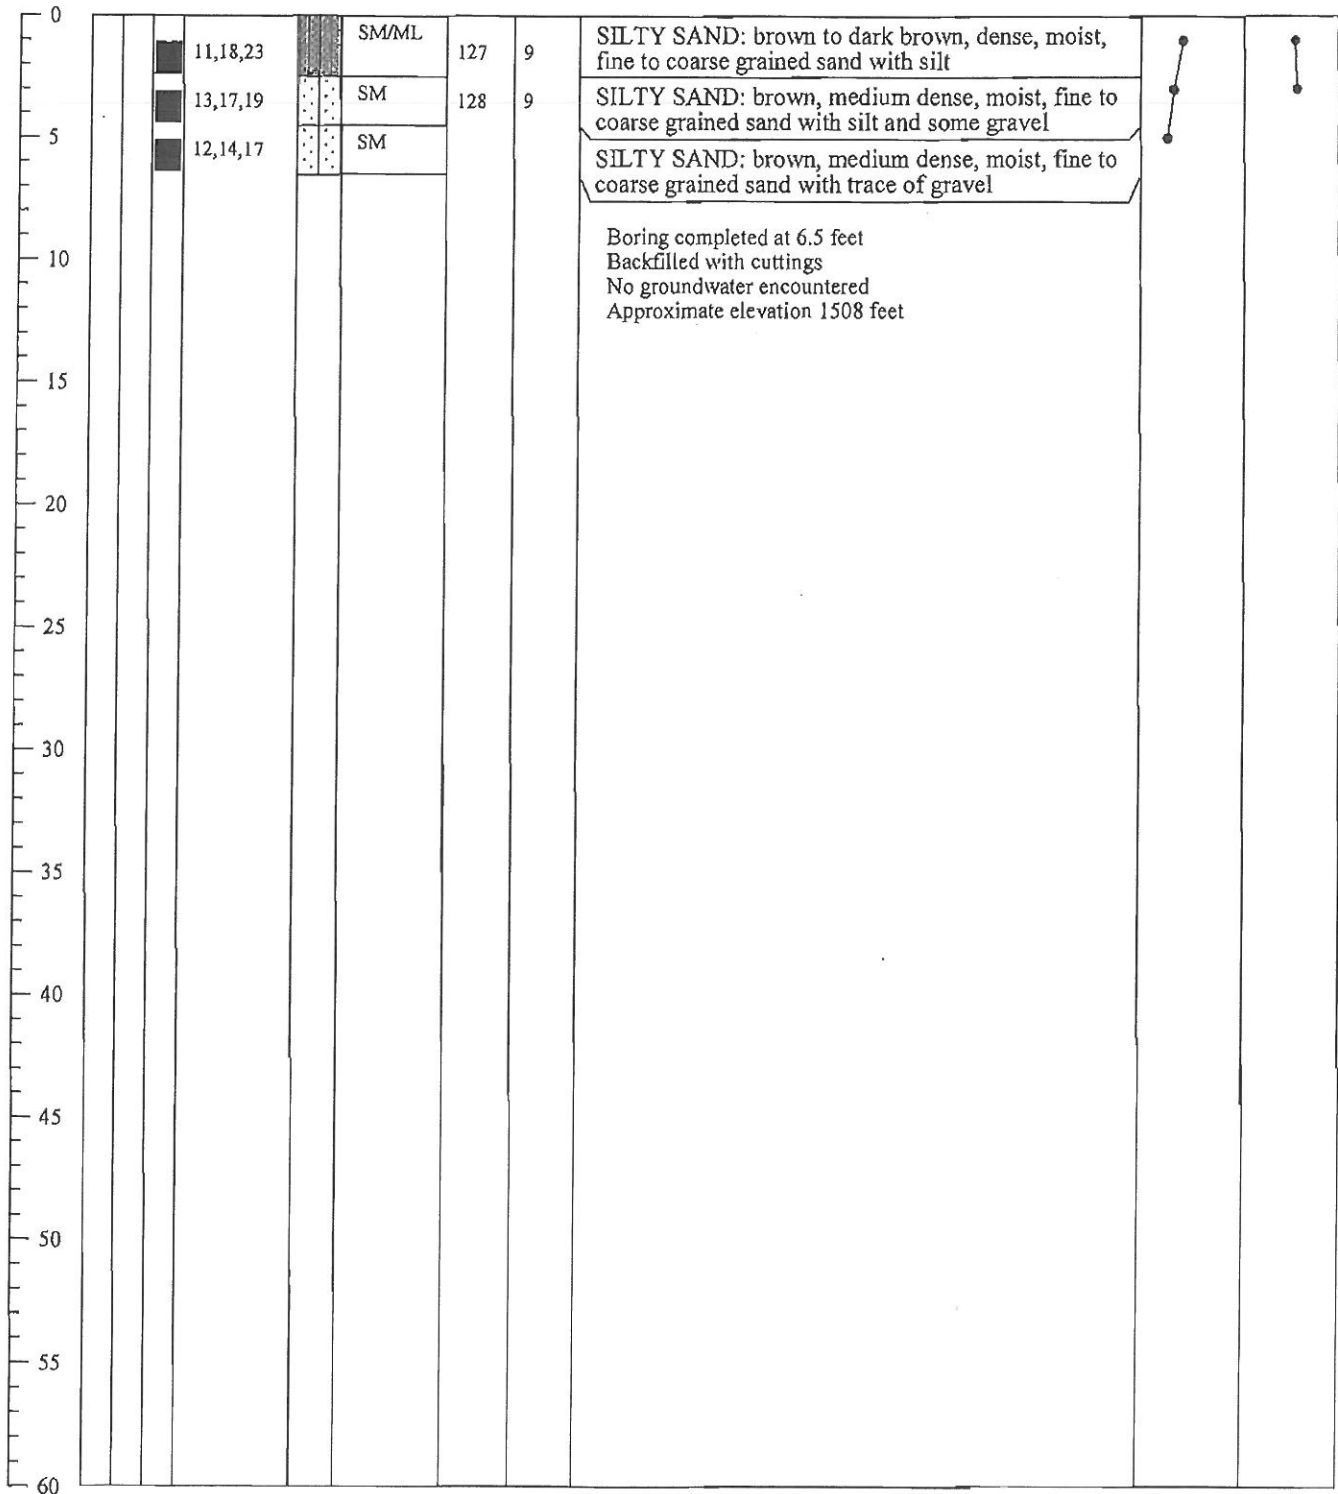 0
11,18,23
SM/ML
127
9
SILTY SAND: brown to dark brown, dense, moist,
fine to coarse grained sand with silt
13,17,19
SM
128
9
SILTY SAND: brown, medium dense, moist, fine to
coarse grained sand with silt and some gravel
5
12,14,17
SM
SILTY SAND: brown, medium dense, moist, fine to
coarse grained sand with trace of gravel
Boring completed at 6.5 feet
10
Backfilled with cuttings
No groundwater encountered
Approximate elevation 1508 feet
15
20
25
30
35
40
45
50
55
60